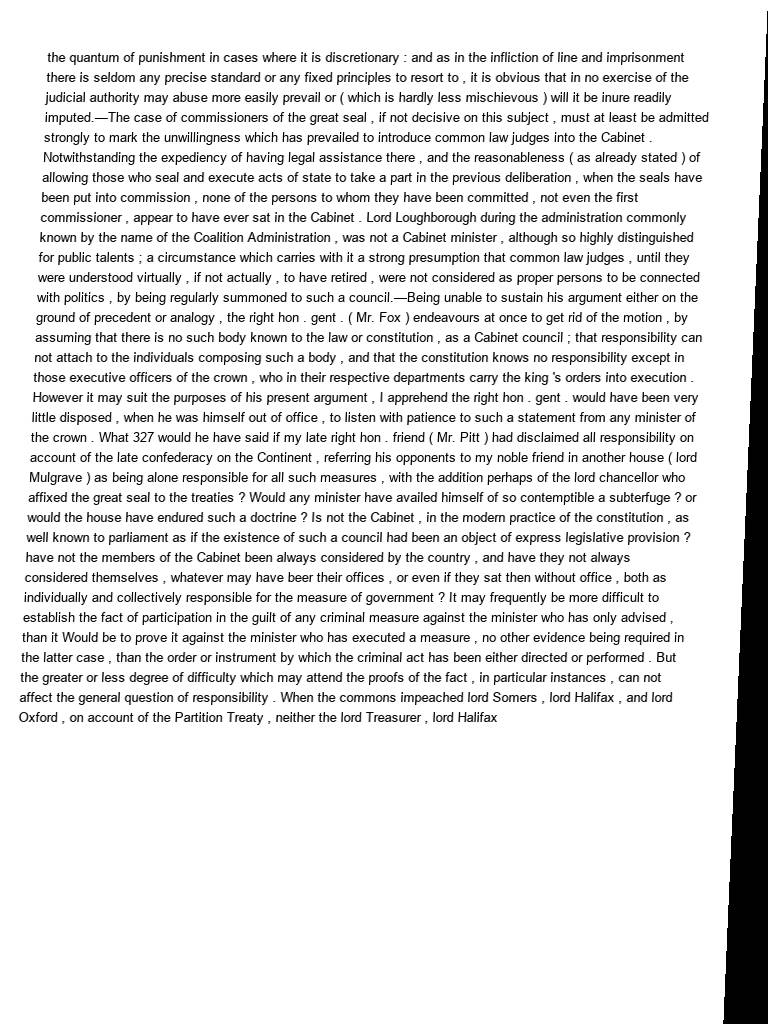 the quantum of punishment in cases where it is discretionary : and as in the infliction of line and imprisonment
there is seldom any precise standard or any fixed principles to resort to , it is obvious that in no exercise of the
judicial authority may abuse more easily prevail or ( which is hardly less mischievous ) will it be inure readily
imputed.—The case of commissioners of the great seal , if not decisive on this subject , must at least be admitted
strongly to mark the unwillingness which has prevailed to introduce common law judges into the Cabinet .
Notwithstanding the expediency of having legal assistance there , and the reasonableness ( as already stated ) of
allowing those who seal and execute acts of state to take a part in the previous deliberation , when the seals have
been put into commission , none of the persons to whom they have been committed , not even the first
commissioner , appear to have ever sat in the Cabinet . Lord Loughborough during the administration commonly
known by the name of the Coalition Administration , was not a Cabinet minister , although so highly distinguished
for public talents ; a circumstance which carries with it a strong presumption that common law judges , until they
were understood virtually , if not actually , to have retired , were not considered as proper persons to be connected
with politics , by being regularly summoned to such a council.—Being unable to sustain his argument either on the
ground of precedent or analogy , the right hon . gent . ( Mr. Fox ) endeavours at once to get rid of the motion , by
assuming that there is no such body known to the law or constitution , as a Cabinet council ; that responsibility can
not attach to the individuals composing such a body , and that the constitution knows no responsibility except in
those executive officers of the crown , who in their respective departments carry the king 's orders into execution .
However it may suit the purposes of his present argument , I apprehend the right hon . gent . would have been very
little disposed , when he was himself out of office , to listen with patience to such a statement from any minister of
the crown . What 327 would he have said if my late right hon . friend ( Mr. Pitt ) had disclaimed all responsibility on
account of the late confederacy on the Continent , referring his opponents to my noble friend in another house ( lord
Mulgrave ) as being alone responsible for all such measures , with the addition perhaps of the lord chancellor who
affixed the great seal to the treaties ? Would any minister have availed himself of so contemptible a subterfuge ? or
would the house have endured such a doctrine ? Is not the Cabinet , in the modern practice of the constitution , as
well known to parliament as if the existence of such a council had been an object of express legislative provision ?
have not the members of the Cabinet been always considered by the country , and have they not always
considered themselves , whatever may have beer their offices , or even if they sat then without office , both as
individually and collectively responsible for the measure of government ? It may frequently be more difficult to
establish the fact of participation in the guilt of any criminal measure against the minister who has only advised ,
than it Would be to prove it against the minister who has executed a measure , no other evidence being required in
the latter case , than the order or instrument by which the criminal act has been either directed or performed . But
the greater or less degree of difficulty which may attend the proofs of the fact , in particular instances , can not
affect the general question of responsibility . When the commons impeached lord Somers , lord Halifax , and lord
Oxford , on account of the Partition Treaty , neither the lord Treasurer , lord Halifax